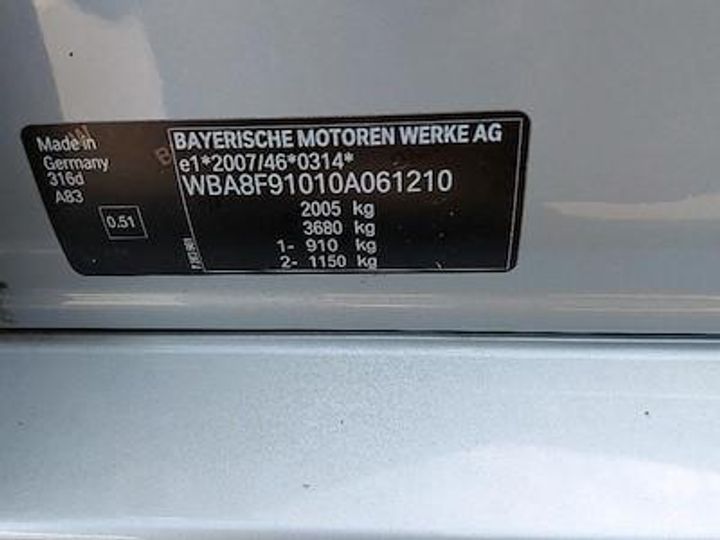 Made in
Germany
316d
A83
0.51
BAYERISCHE MOTOREN WERKE AG
e1*2007/46*0314*
WBA8F91010A061210
2005 kg
3680 kg
1- 910 kg
2- 1150 kg